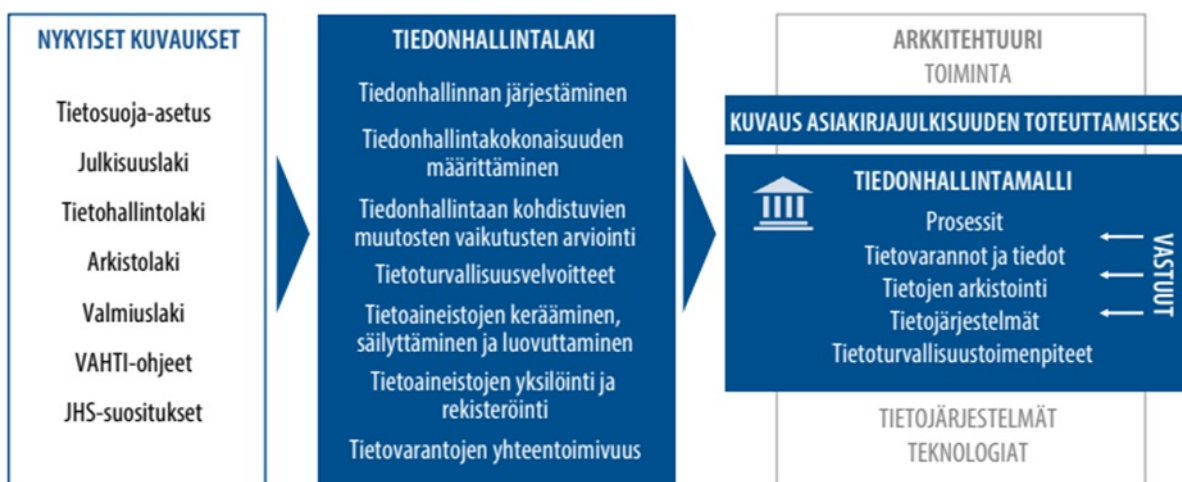 NYKYISET KUVAUKSET
Tietosuoja-asetus
Julkisuuslaki
Tietohallintolaki
Arkistolaki
Valmiuslaki
VAHTI-ohjeet
JHS-suositukset
TIEDONHALLINTALAKI
Tiedonhallinnan järjestäminen
Tiedonhallintakokonaisuuden
määrittäminen
Tiedonhallintaan kohdistuvien
muutosten vaikutusten arviointi
Tietoturvallisuusvelvoitteet
Tietoaineistojen kerääminen,
säilyttäminen ja luovuttaminen
Tietoaineistojen yksilöinti ja
rekisteröinti
Tietovarantojen yhteentoimivuus
ARKKITEHTUURI
TOIMINTA
KUVAUS ASIAKIRJAJULKISUUDEN TOTEUTTAMISEKSI
TIEDONHALLINTAMALLI
Prosessit
Tietovarannot ja tiedot
Tietojen arkistointi
Tietojärjestelmät
Tietoturvallisuustoimenpiteet
VASTUUT
TIETOJÄRJESTELMÄT
TEKNOLOGIAT